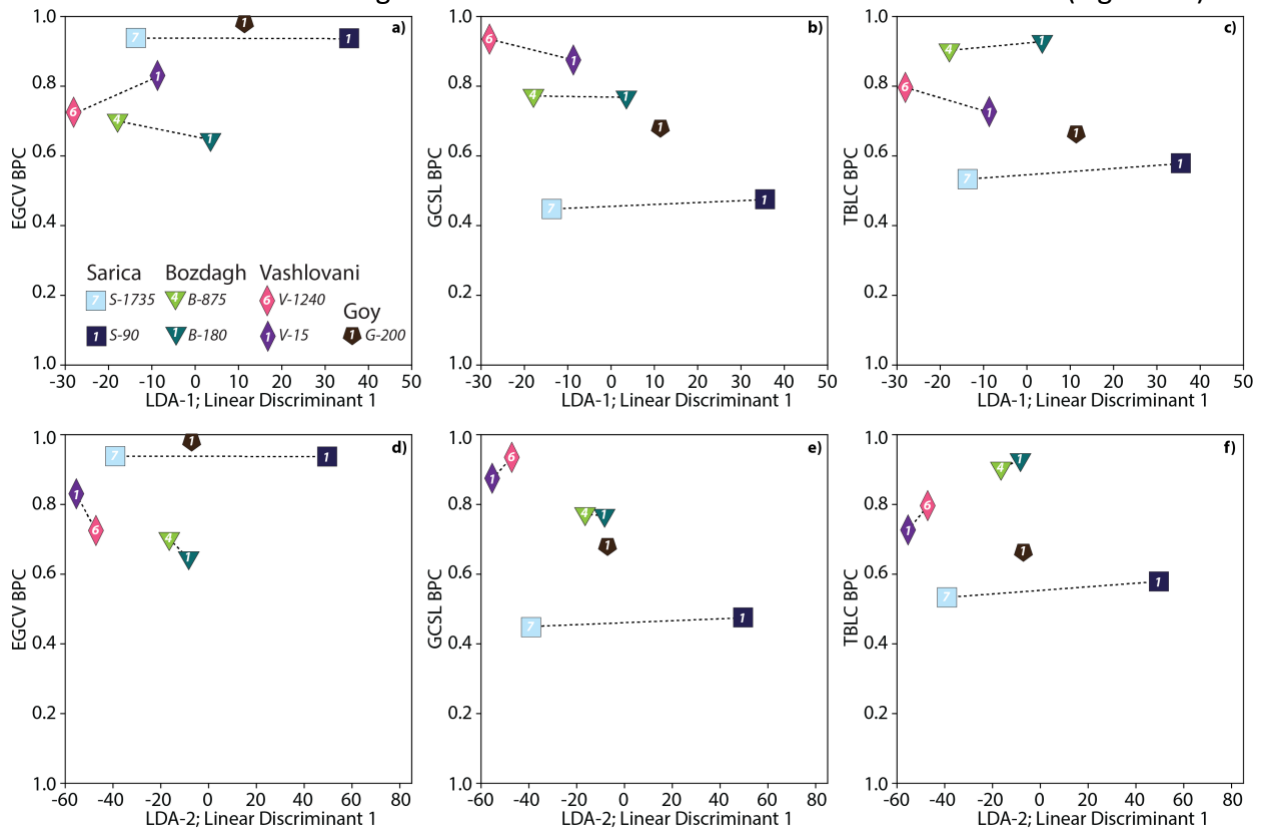 1.0 a) 1.0 b) 1.0 c)
7 1 1
6 1
4 1
0.8 0.8 0.8
1 6 4 1
4 1 1
6 1 1
0.6 0.6 0.6
7 1
7 1
EGCV BPC
GCSL BPC
TBLC BPC
0.4 0.4 0.4
Sarica Bozdagh Vashlovani
7 S-1735 4 B-875 6 V-1240
Goy
1 S-90 1 B-180 1 V-15 1 G-200
0.2 0.2 0.2
1.0 1.0 1.0
-30 -20 -10 0 10 20 30 40 50
-30 -20 -10 0 10 20 30 40 50
-30 -20 -10 0 10 20 30 40 50
LDA-1; Linear Discriminant 1
LDA-1; Linear Discriminant 1
LDA-1; Linear Discriminant 1
1.0 d) 1.0 e) 1.0 f)
7 1 1
1 6
4 1
0.8 0.8 0.8
1 6 4 1
4 1 1
1 6 1
0.6 0.6 0.6
7 1
7 1
EGCV BPC
GCSL BPC
TBLC BPC
0.4 0.4 0.4
0.2 0.2 0.2
1.0 1.0 1.0
-60 -40 -20 0 20 40 60 80
-60 -40 -20 0 20 40 60 80
-60 -40 -20 0 20 40 60 80
LDA-2; Linear Discriminant 1
LDA-2; Linear Discriminant 1
LDA-2; Linear Discriminant 1